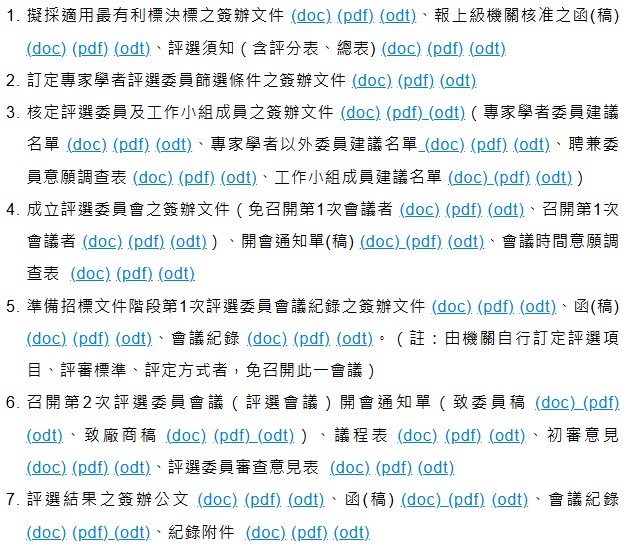 1. 擬採適用最有利標決標之簽辦文件 (doc) (pdf) (odt)、報上級機關核准之函(稿)
(doc) (pdf) (odt)、評選須知（含評分表、總表) (doc) (pdf) (odt)
2. 訂定專家學者評選委員篩選條件之簽辦文件 (doc) (pdf) (odt)
3. 核定評選委員及工作小組成員之簽辦文件 (doc) (pdf) (odt)（專家學者委員建議
名單 (doc) (pdf) (odt)、專家學者以外委員建議名單 (doc) (pdf) (odt)、聘兼委
員意願調查表 (doc) (pdf) (odt)、工作小組成員建議名單 (doc) (pdf) (odt)）
4. 成立評選委員會之簽辦文件（免召開第1次會議者 (doc) (pdf) (odt)、召開第1次
會議者 (doc) (pdf) (odt)）、開會通知單(稿) (doc) (pdf) (odt)、會議時間意願調
查表 (doc) (pdf) (odt)
5. 準備招標文件階段第1次評選委員會議紀錄之簽辦文件 (doc) (pdf) (odt)、函(稿)
(doc) (pdf) (odt)、會議紀錄 (doc) (pdf) (odt)。（註：由機關自行訂定評選項
目、評審標準、評定方式者，免召開此一會議）
6. 召開第2次評選委員會議（評選會議）開會通知單（致委員稿 (doc) (pdf)
(odt)、致廠商稿 (doc) (pdf) (odt)）、議程表 (doc) (pdf) (odt)、初審意見
(doc) (pdf) (odt)、評選委員審查意見表 (doc) (pdf) (odt)
7. 評選結果之簽辦公文 (doc) (pdf) (odt)、函(稿) (doc) (pdf) (odt)、會議紀錄
(doc) (pdf) (odt)、紀錄附件 (doc) (pdf) (odt)